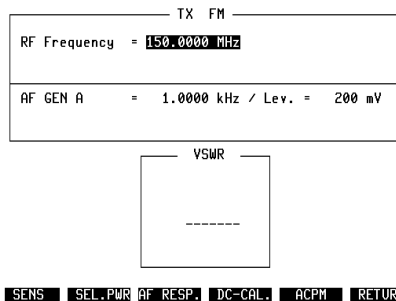 TX FM
RF Frequency = 150.0000 MHz
AF GEN A = 1.0000 kHz / Lev. = 200 mV
VSWR
-------
SENS SEL.PWR AF RESP. DC-CAL. ACPM RETUR